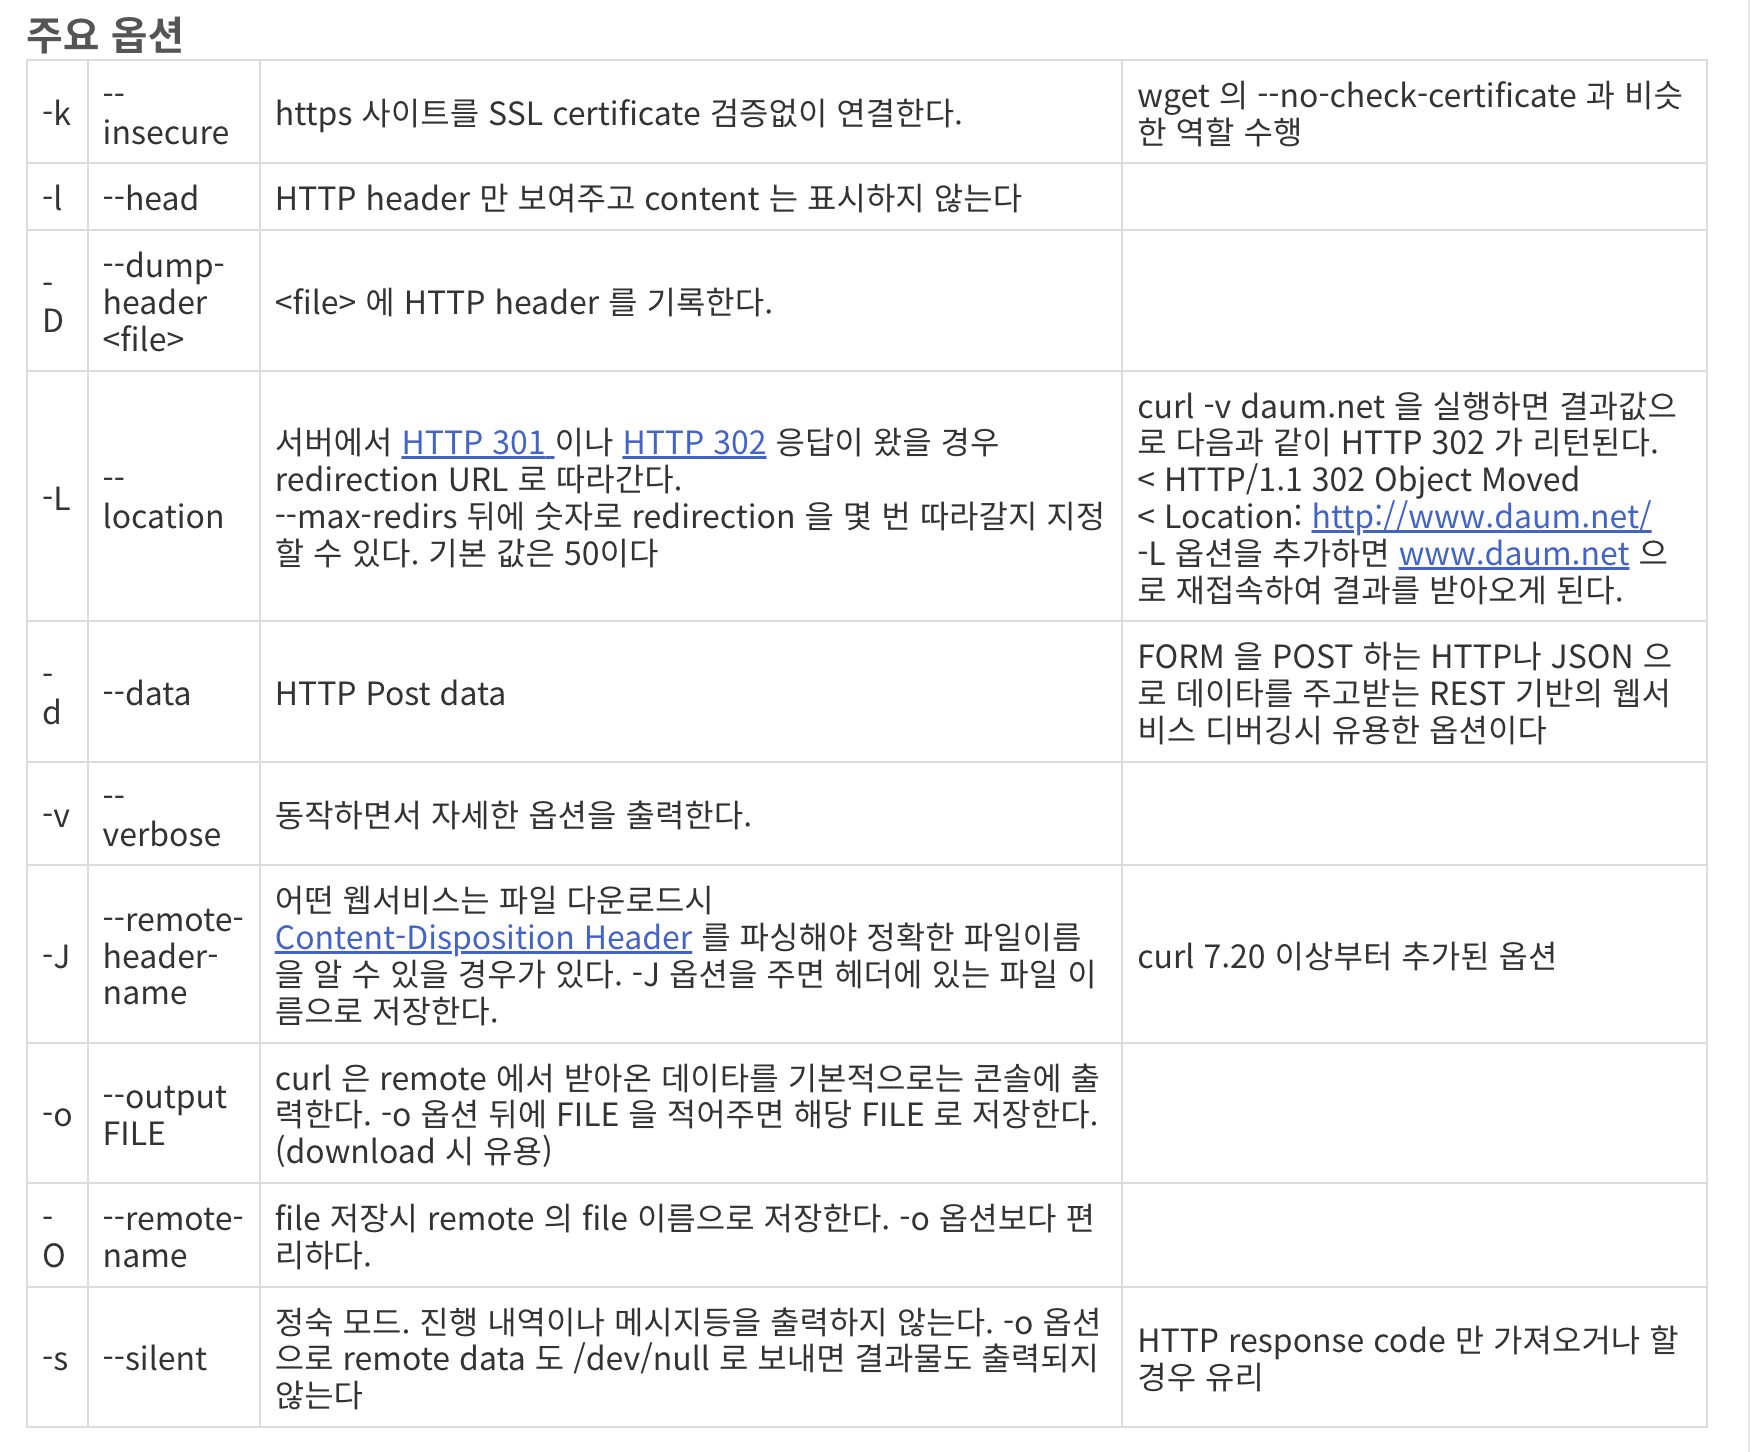 주요 옵션
-k
--
insecure
https 사이트를 SSL certificate 검증없이 연결한다.
wget 의 --no-check-certificate 과 비슷
한 역할 수행
-l
--head
HTTP header 만 보여주고 content 는 표시하지 않는다
-
D
--dump-
header
<file>
<file> 에 HTTP header 를 기록한다.
-L
--
location
서버에서 HTTP 301 이나 HTTP 302 응답이 왔을 경우
redirection URL 로 따라간다.
--max-redirs 뒤에 숫자로 redirection 을 몇 번 따라갈지 지정
할 수 있다. 기본 값은 50이다
curl -v daum.net 을 실행하면 결과값으
로 다음과 같이 HTTP 302 가 리턴된다.
< HTTP/1.1 302 Object Moved
< Location: http://www.daum.net/
-L 옵션을 추가하면 www.daum.net 으
로 재접속하여 결과를 받아오게 된다.
-
d
--data
HTTP Post data
FORM 을 POST 하는 HTTP나 JSON 으
로 데이타를 주고받는 REST 기반의 웹서
비스 디버깅시 유용한 옵션이다
-v
--
verbose
동작하면서 자세한 옵션을 출력한다.
-J
--remote-
header-
name
어떤 웹서비스는 파일 다운로드시
Content-Disposition Header 를 파싱해야 정확한 파일이름
을 알 수 있을 경우가 있다. -J 옵션을 주면 헤더에 있는 파일 이
름으로 저장한다.
curl 7.20 이상부터 추가된 옵션
-o
--output
FILE
curl 은 remote 에서 받아온 데이타를 기본적으로는 콘솔에 출
력한다. -o 옵션 뒤에 FILE 을 적어주면 해당 FILE 로 저장한다.
(download 시 유용)
-
O
--remote-
name
file 저장시 remote 의 file 이름으로 저장한다. -o 옵션보다 편
리하다.
-s
--silent
정숙 모드. 진행 내역이나 메시지등을 출력하지 않는다. -o 옵션
으로 remote data 도 /dev/null 로 보내면 결과물도 출력되지
않는다
HTTP response code 만 가져오거나 할
경우 유리